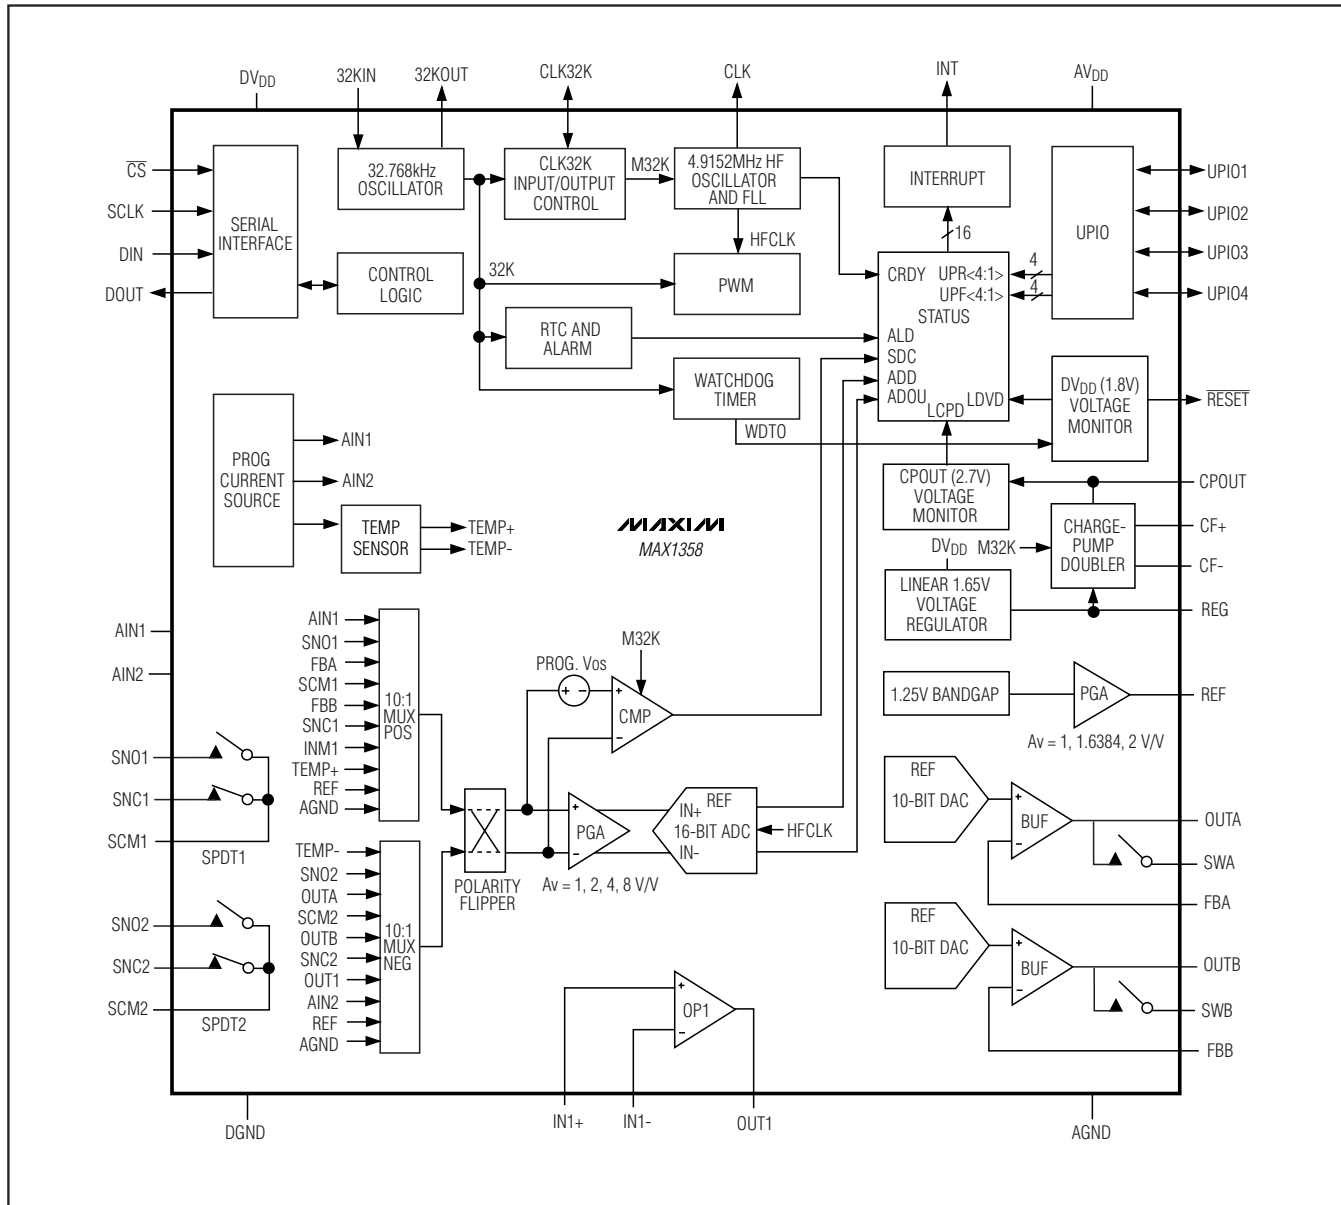 DVDD
32KIN
32KOUT
CLK32K
CLK
INT
AVDD
CS
SCLK
DIN
DOUT
SERIAL
INTERFACE
32.768kHz
OSCILLATOR
CLK32K
INPUT/OUTPUT
CONTROL
M32K
4.9152MHz HF
OSCILLATOR
AND FLL
INTERRUPT
UPIO
UPIO1
UPIO2
UPIO3
UPIO4
CONTROL
LOGIC
32K
HFCLK
PWM
16
CRDY
UPR<4:1>
UPF<4:1>
4
4
STATUS
ALD
SDC
ADD
ADOU
LDVD
LCPD
RTC AND
ALARM
WATCHDOG
TIMER
WDTO
DVDD (1.8V)
VOLTAGE
MONITOR
RESET
PROG
CURRENT
SOURCE
AIN1
AIN2
TEMP
SENSOR
TEMP+
TEMP-
MAXIM
MAX1358
CPOUT (2.7V)
VOLTAGE
MONITOR
CPOUT
CHARGE-
PUMP
DOUBLER
CF+
CF-
DVDD
M32K
LINEAR 1.65V
VOLTAGE
REGULATOR
REG
AIN1
AIN2
AIN1
SNO1
FBA
SCM1
FBB
SNC1
INM1
TEMP+
REF
AGND
10:1
MUX
POS
M32K
PROG. Vos
+ -
+
-
CMP
1.25V BANDGAP
PGA
REF
Av = 1, 1.6384, 2 V/V
SNO1
SNC1
SCM1
SPDT1
POLARITY
FLIPPER
+
-
PGA
Av = 1, 2, 4, 8 V/V
IN+
REF
16-BIT ADC
IN-
HFCLK
REF
10-BIT DAC
+
-
BUF
OUTA
SWA
FBA
TEMP-
SNO2
OUTA
SCM2
OUTB
SNC2
OUT1
AIN2
REF
AGND
10:1
MUX
NEG
SNO2
SNC2
SCM2
SPDT2
REF
10-BIT DAC
+
-
BUF
OUTB
SWB
FBB
+
-
OP1
DGND
IN1+
IN1-
OUT1
AGND